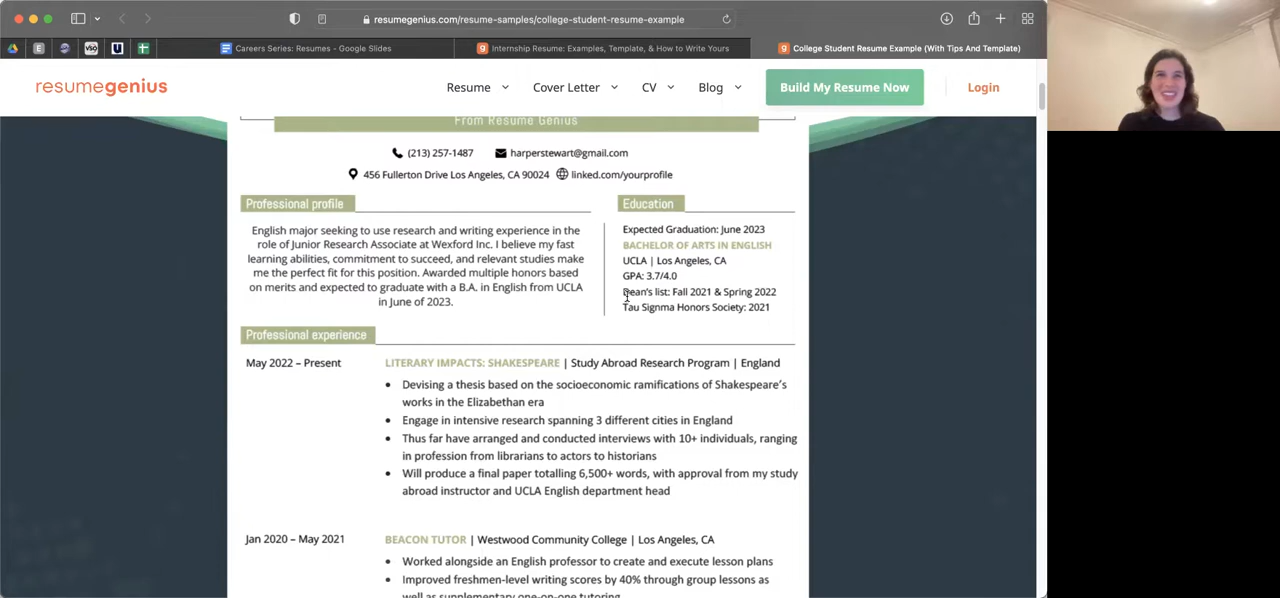 resumegenius.com/resume-samples/college-student-resume-example
E
VSO
U
Careers Series: Resumes - Google Slides
Internship Resume: Examples, Template, & How to Write Yours
College Student Resume Example (With Tips And Template)
resumegenius
Resume
Cover Letter
CV
Blog
Build My Resume Now
Login
From Resume Genius
(213) 257-1487
harperstewart@gmail.com
456 Fullerton Drive Los Angeles, CA 90024
linked.com/yourprofile
Professional profile
English major seeking to use research and writing experience in the
role of Junior Research Associate at Wexford Inc. I believe my fast
learning abilities, commitment to succeed, and relevant studies make
me the perfect fit for this position. Awarded multiple honors based
on merits and expected to graduate with a B.A. in English from UCLA
in June of 2023.
Education
Expected Graduation: June 2023
BACHELOR OF ARTS IN ENGLISH
UCLA | Los Angeles, CA
GPA: 3.7/4.0
Dean's list: Fall 2021 & Spring 2022
Tau Signma Honors Society: 2021
Professional experience
May 2022 – Present
LITERARY IMPACTS: SHAKESPEARE | Study Abroad Research Program | England
• Devising a thesis based on the socioeconomic ramifications of Shakespeare's
works in the Elizabethan era
• Engage in intensive research spanning 3 different cities in England
• Thus far have arranged and conducted interviews with 10+ individuals, ranging
in profession from librarians to actors to historians
• Will produce a final paper totalling 6,500+ words, with approval from my study
abroad instructor and UCLA English department head
Jan 2020 – May 2021
BEACON TUTOR | Westwood Community College | Los Angeles, CA
• Worked alongside an English professor to create and execute lesson plans
• Improved freshmen-level writing scores by 40% through group lessons as
well as supplementary one-on-one tutoring